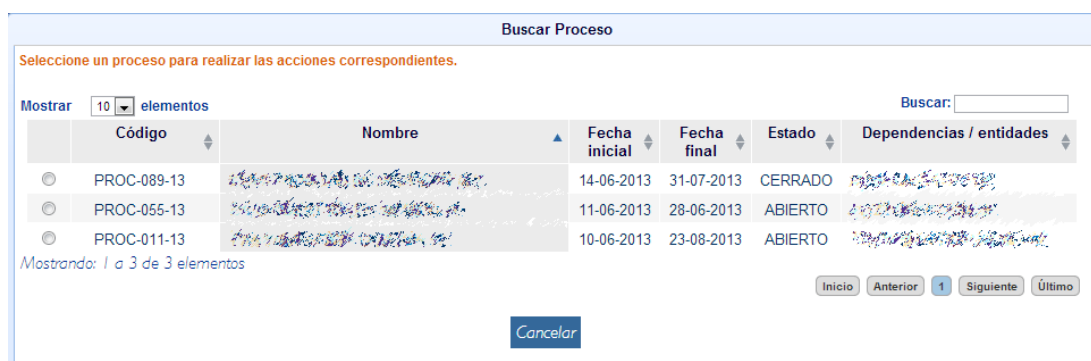 Buscar Proceso
Seleccione un proceso para realizar las acciones correspondientes.
Mostrar 10 elementos Buscar:
Código Nombre Fecha inicial Fecha final Estado Dependencias / entidades
PROC-089-13 14-06-2013 31-07-2013 CERRADO
PROC-055-13 11-06-2013 28-06-2013 ABIERTO
PROC-011-13 10-06-2013 23-08-2013 ABIERTO
Mostrando: 1 a 3 de 3 elementos
Inicio Anterior 1 Siguiente Último
Cancelar